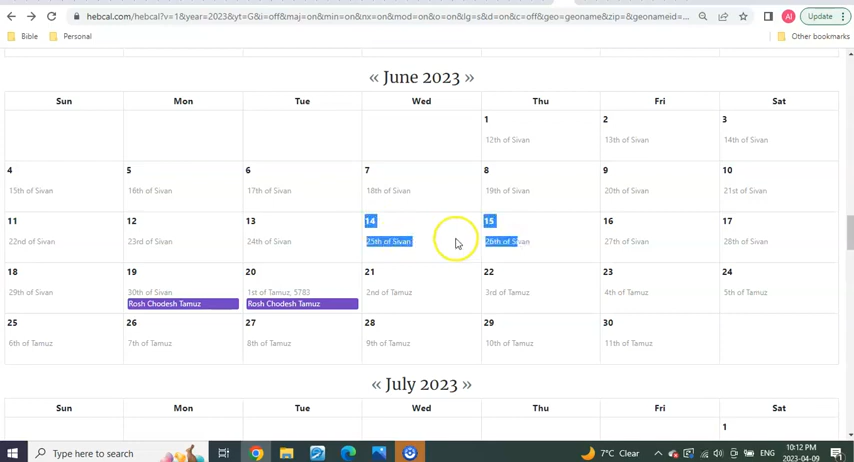 hebcal.com/hebcal?v=1&year=2023&yt=G&i=off&maj=on&min=on&nx=on&mod=on&o=on&lg=s&d=on&c=off&geo=geoname&zip=&geonameid=...
AI
Update
Bible
Personal
Other bookmarks
« June 2023 »
Sun Mon Tue Wed Thu Fri Sat
1 2 3
12th of Sivan 13th of Sivan 14th of Sivan
4 5 6 7 8 9 10
15th of Sivan 16th of Sivan 17th of Sivan 18th of Sivan 19th of Sivan 20th of Sivan 21st of Sivan
11 12 13 14 15 16 17
22nd of Sivan 23rd of Sivan 24th of Sivan 25th of Sivan 26th of Sivan 27th of Sivan 28th of Sivan
18 19 20 21 22 23 24
29th of Sivan 30th of Sivan 1st of Tamuz, 5783 2nd of Tamuz 3rd of Tamuz 4th of Tamuz 5th of Tamuz
Rosh Chodesh Tamuz Rosh Chodesh Tamuz
25 26 27 28 29 30
6th of Tamuz 7th of Tamuz 8th of Tamuz 9th of Tamuz 10th of Tamuz 11th of Tamuz
« July 2023 »
Sun Mon Tue Wed Thu Fri Sat
1
Type here to search
7°C Clear
ENG
10:12 PM
2023-04-09